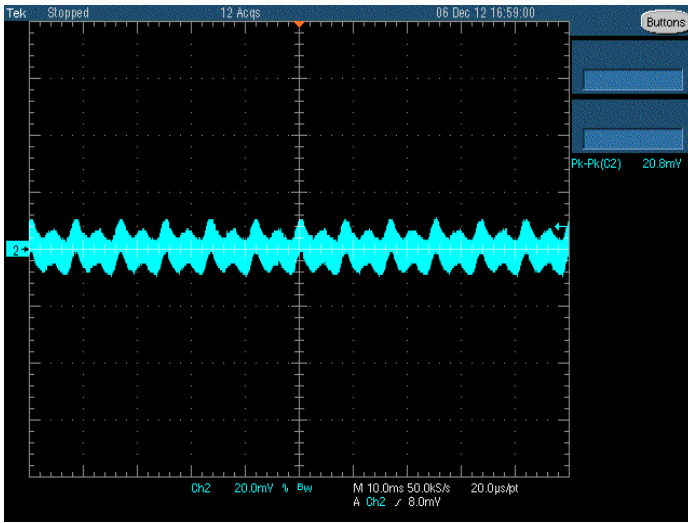 Tek Stopped 12 Acqs 06 Dec 12 16:59:00
Buttons
Pk-Pk(C2) 20.8mV
2
Ch2 20.0mV ∿ Bw M 10.0ms 50.0kS/s 20.0µs/pt
A Ch2 ∕ 8.0mV